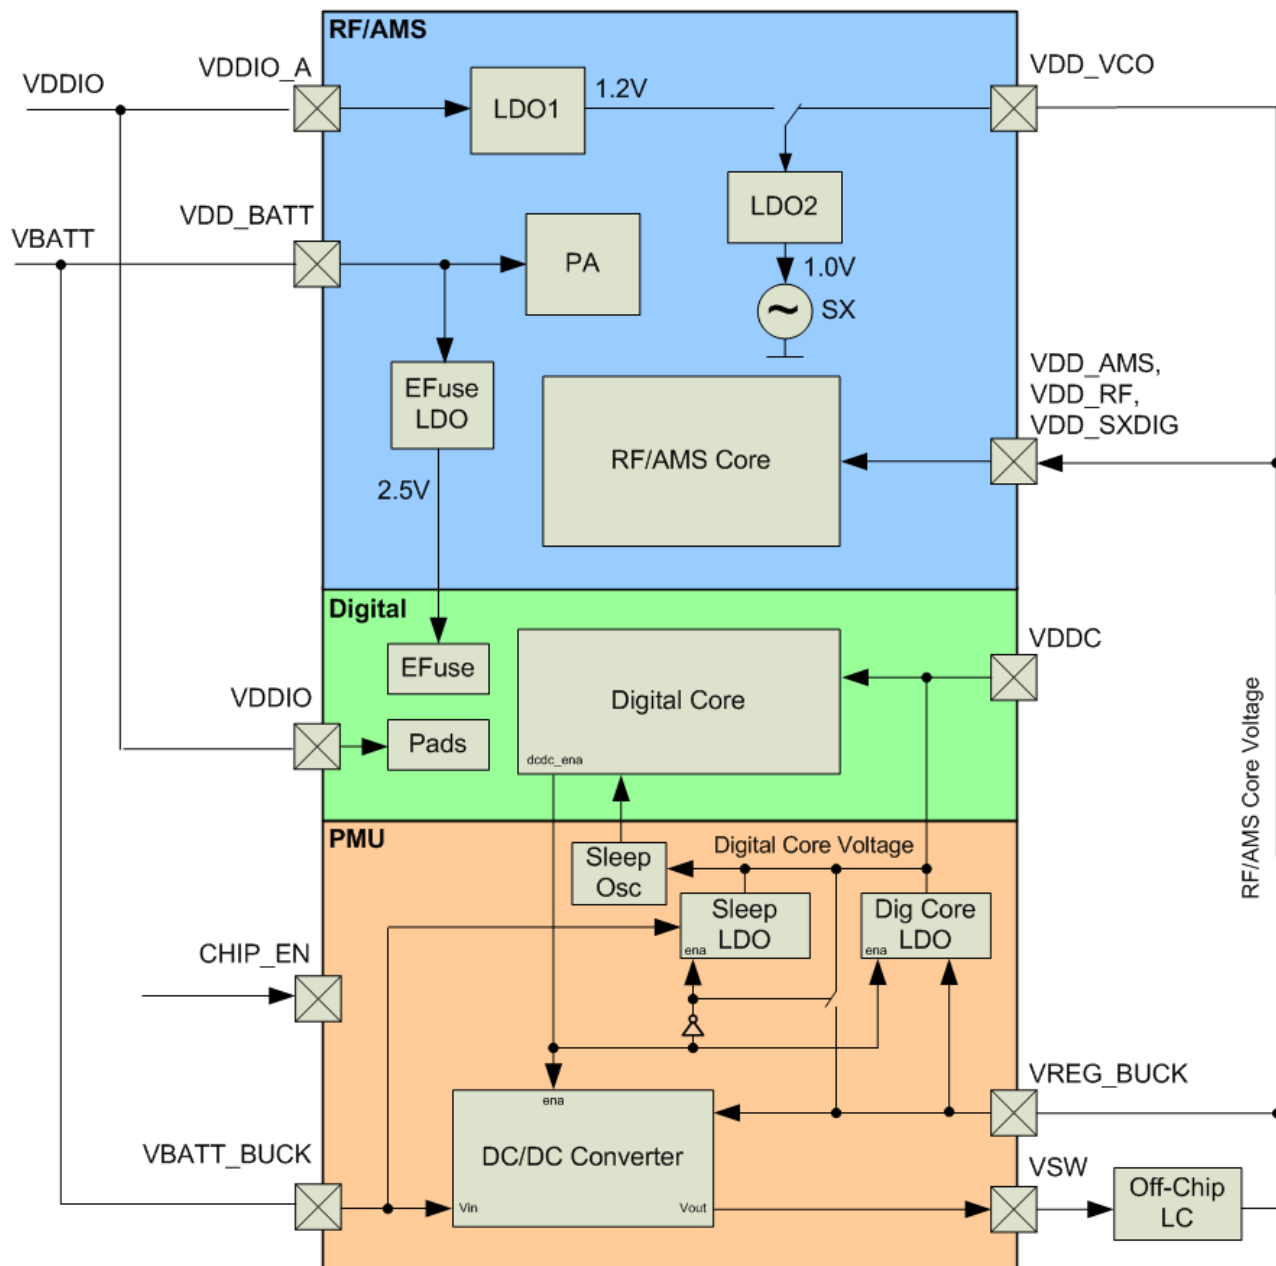 RF/AMS
VDDIO_A
VDD_VCO
VDDIO
LDO1
1.2V
VDD_BATT
LDO2
VBATT
PA
1.0V
SX
VDD_AMS,
VDD_RF,
VDD_SXDIG
EFuse
LDO
RF/AMS Core
2.5V
Digital
VDDC
EFuse
VDDIO
Digital Core
Pads
dcdc_ena
RF/AMS Core Voltage
PMU
Digital Core Voltage
Sleep
Osc
Sleep
LDO
ena
Dig Core
LDO
ena
CHIP_EN
VREG_BUCK
ena
DC/DC Converter
VBATT_BUCK
Vin
Vout
VSW
Off-Chip
LC